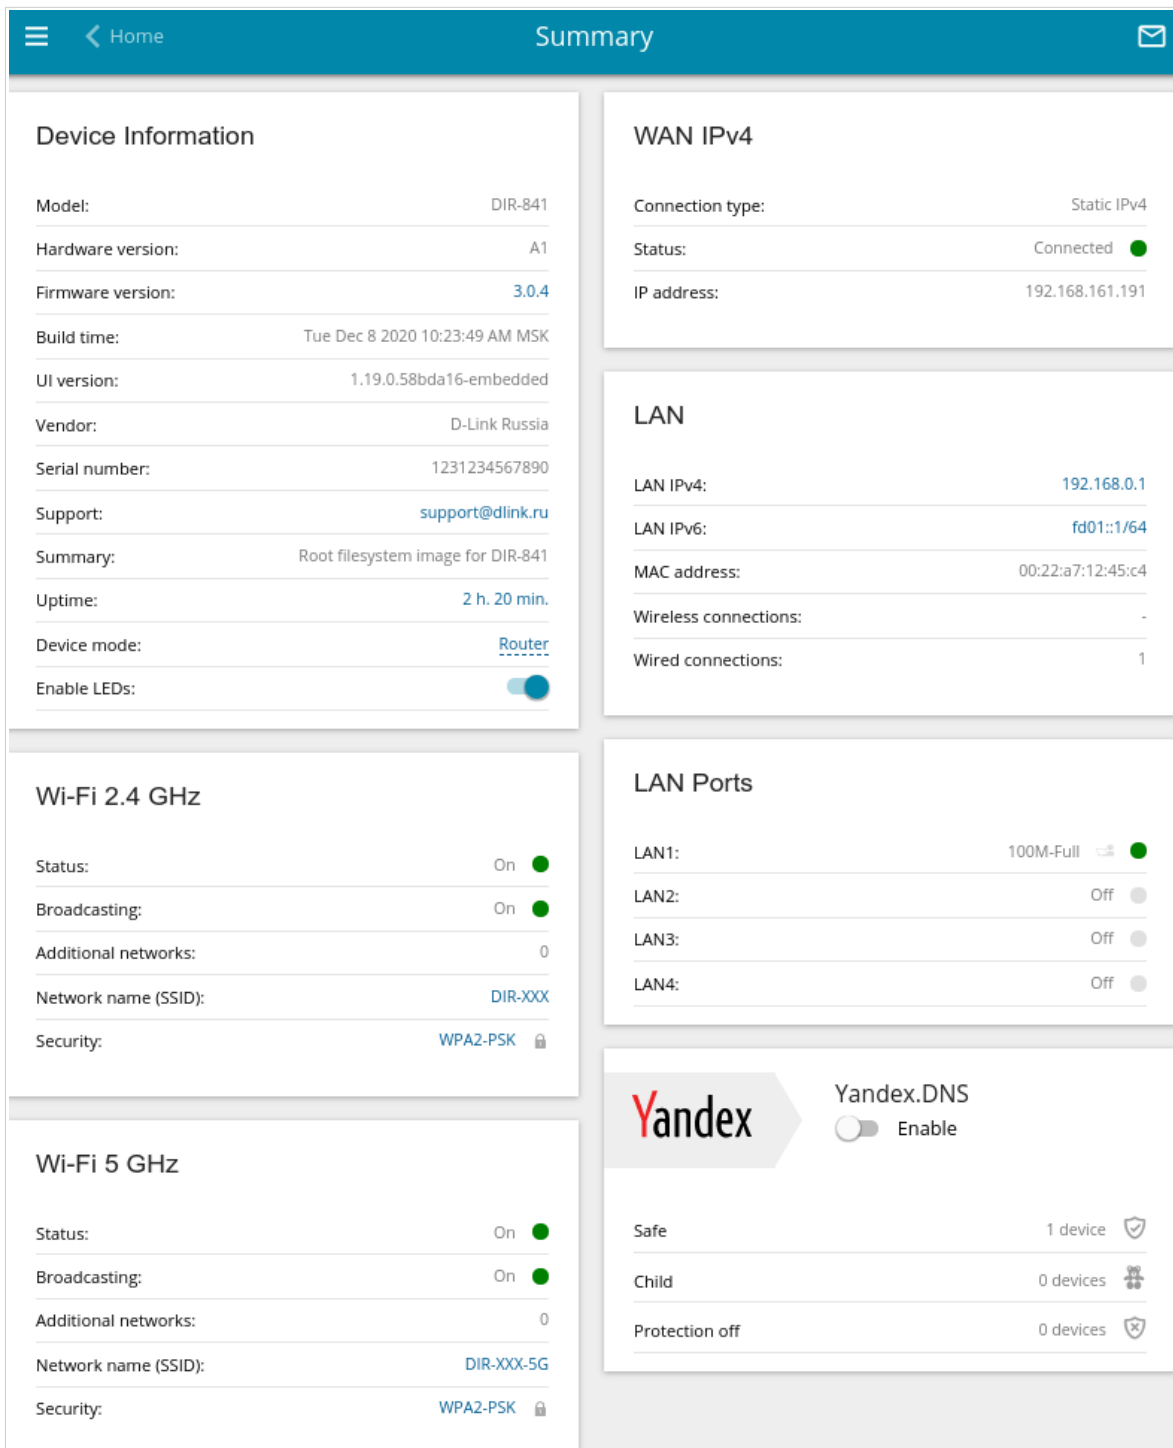 Home
Summary
Device Information
Model: DIR-841
Hardware version: A1
Firmware version: 3.0.4
Build time: Tue Dec 8 2020 10:23:49 AM MSK
UI version: 1.19.0.58bda16-embedded
Vendor: D-Link Russia
Serial number: 1231234567890
Support: support@dlink.ru
Summary: Root filesystem image for DIR-841
Uptime: 2 h. 20 min.
Device mode: Router
Enable LEDs:
Wi-Fi 2.4 GHz
Status: On
Broadcasting: On
Additional networks: 0
Network name (SSID): DIR-XXX
Security: WPA2-PSK
Wi-Fi 5 GHz
Status: On
Broadcasting: On
Additional networks: 0
Network name (SSID): DIR-XXX-5G
Security: WPA2-PSK
WAN IPv4
Connection type: Static IPv4
Status: Connected
IP address: 192.168.161.191
LAN
LAN IPv4: 192.168.0.1
LAN IPv6: fd01::1/64
MAC address: 00:22:a7:12:45:c4
Wireless connections: -
Wired connections: 1
LAN Ports
LAN1: 100M-Full
LAN2: Off
LAN3: Off
LAN4: Off
Yandex
Yandex.DNS
Enable
Safe 1 device
Child 0 devices
Protection off 0 devices